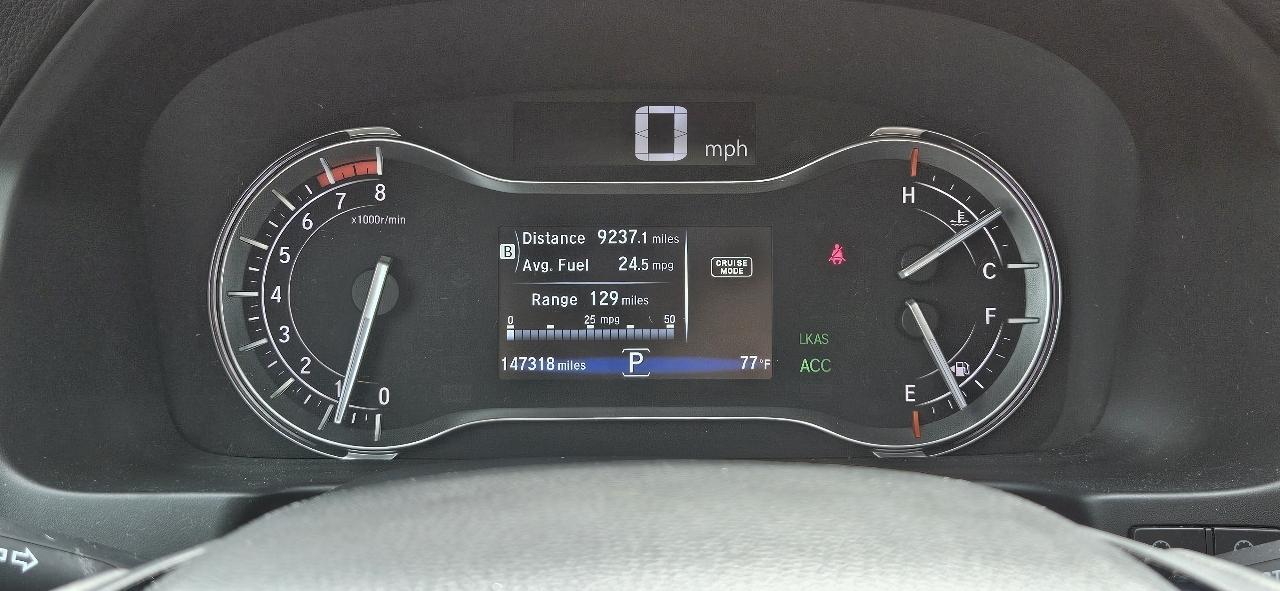 0 mph
8
7
6
x1000r/min
5
4
3
2
1
0
B
Distance 9237.1 miles
Avg. Fuel 24.5 mpg
Range 129 miles
0 25 mpg 50
147318 miles P 77°F
CRUISE
MODE
LKAS
ACC
H
C
F
E